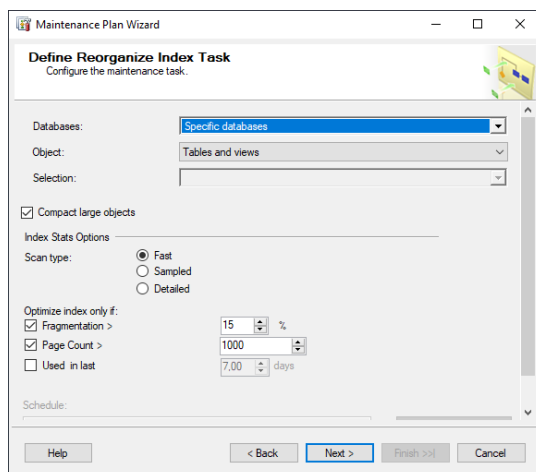 Maintenance Plan Wizard
Define Reorganize Index Task
Configure the maintenance task.
Databases: Specific databases
Object: Tables and views
Selection:
Compact large objects
Index Stats Options
Scan type: Fast
Sampled
Detailed
Optimize index only if:
Fragmentation > 15 %
Page Count > 1000
Used in last 7,00 days
Schedule:
Help < Back Next > Finish >>| Cancel